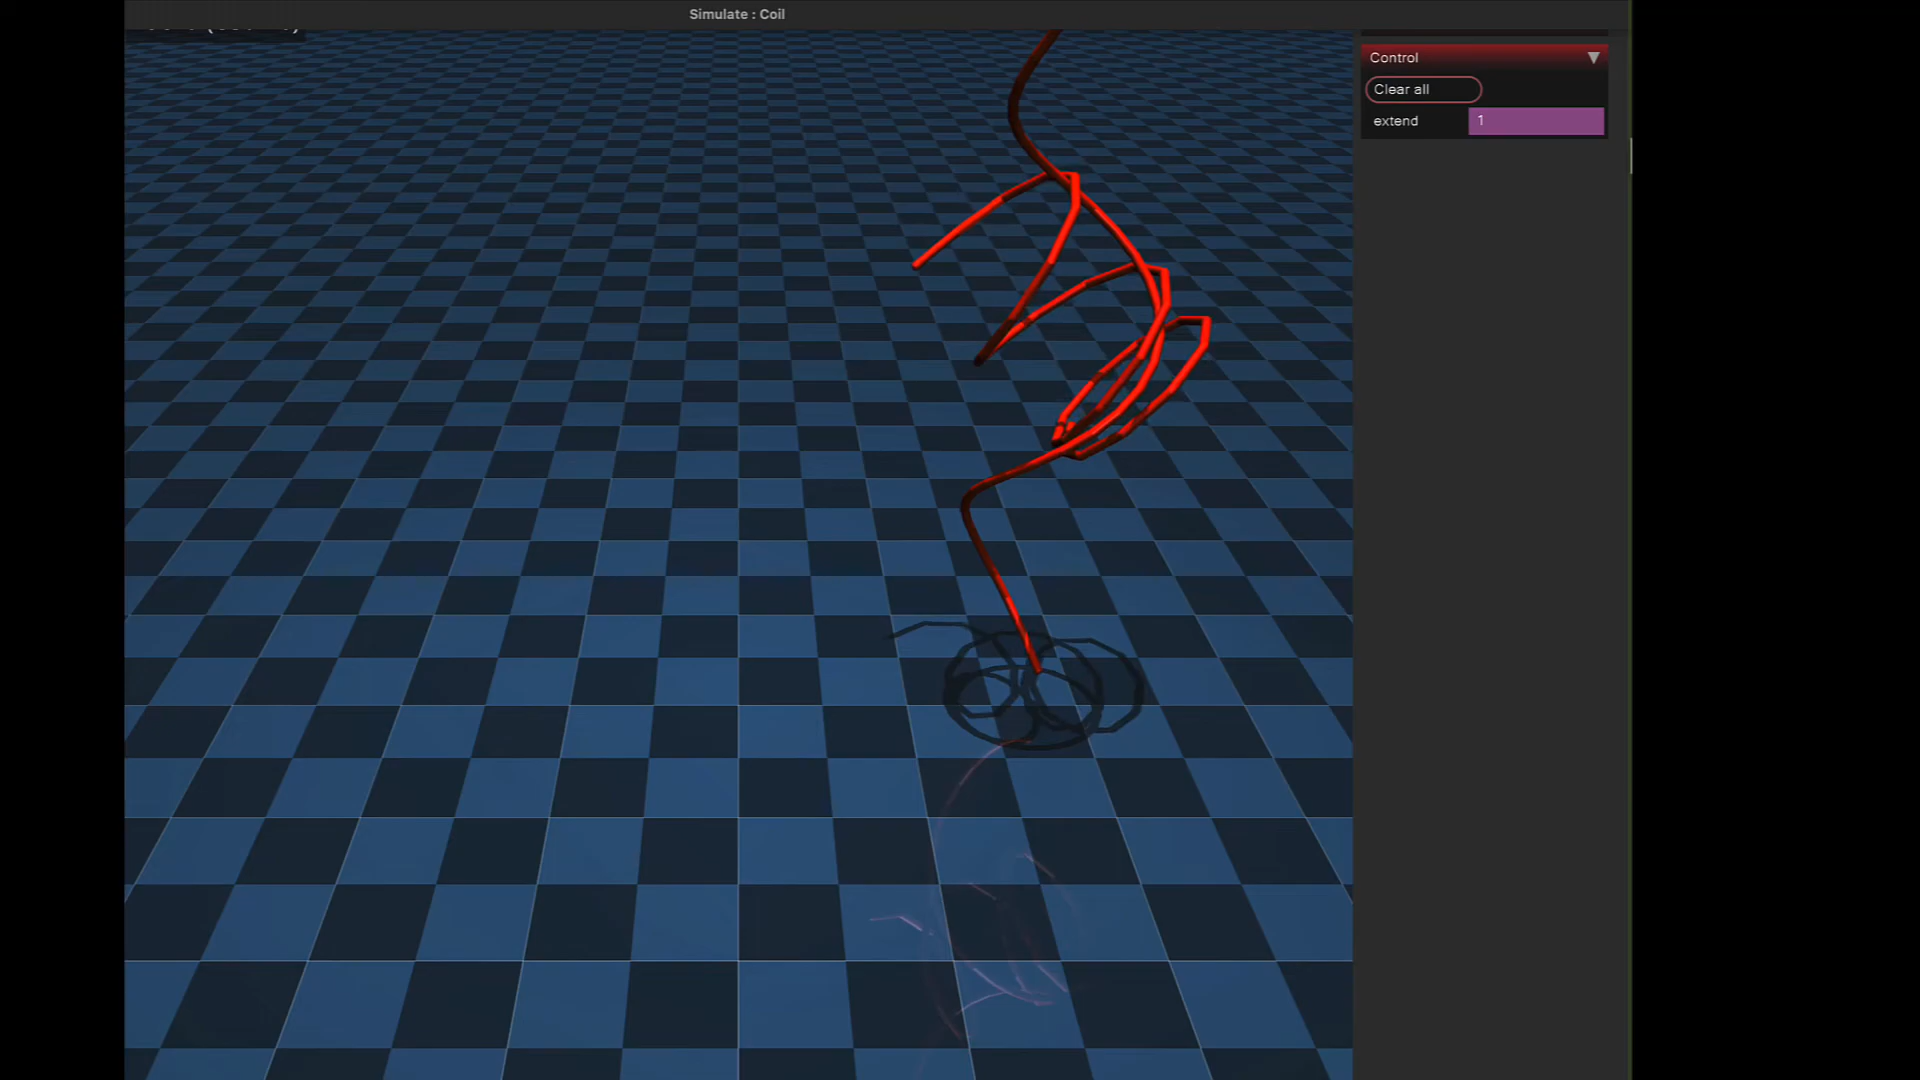 Simulate : Coil
Control
Clear all
extend 1